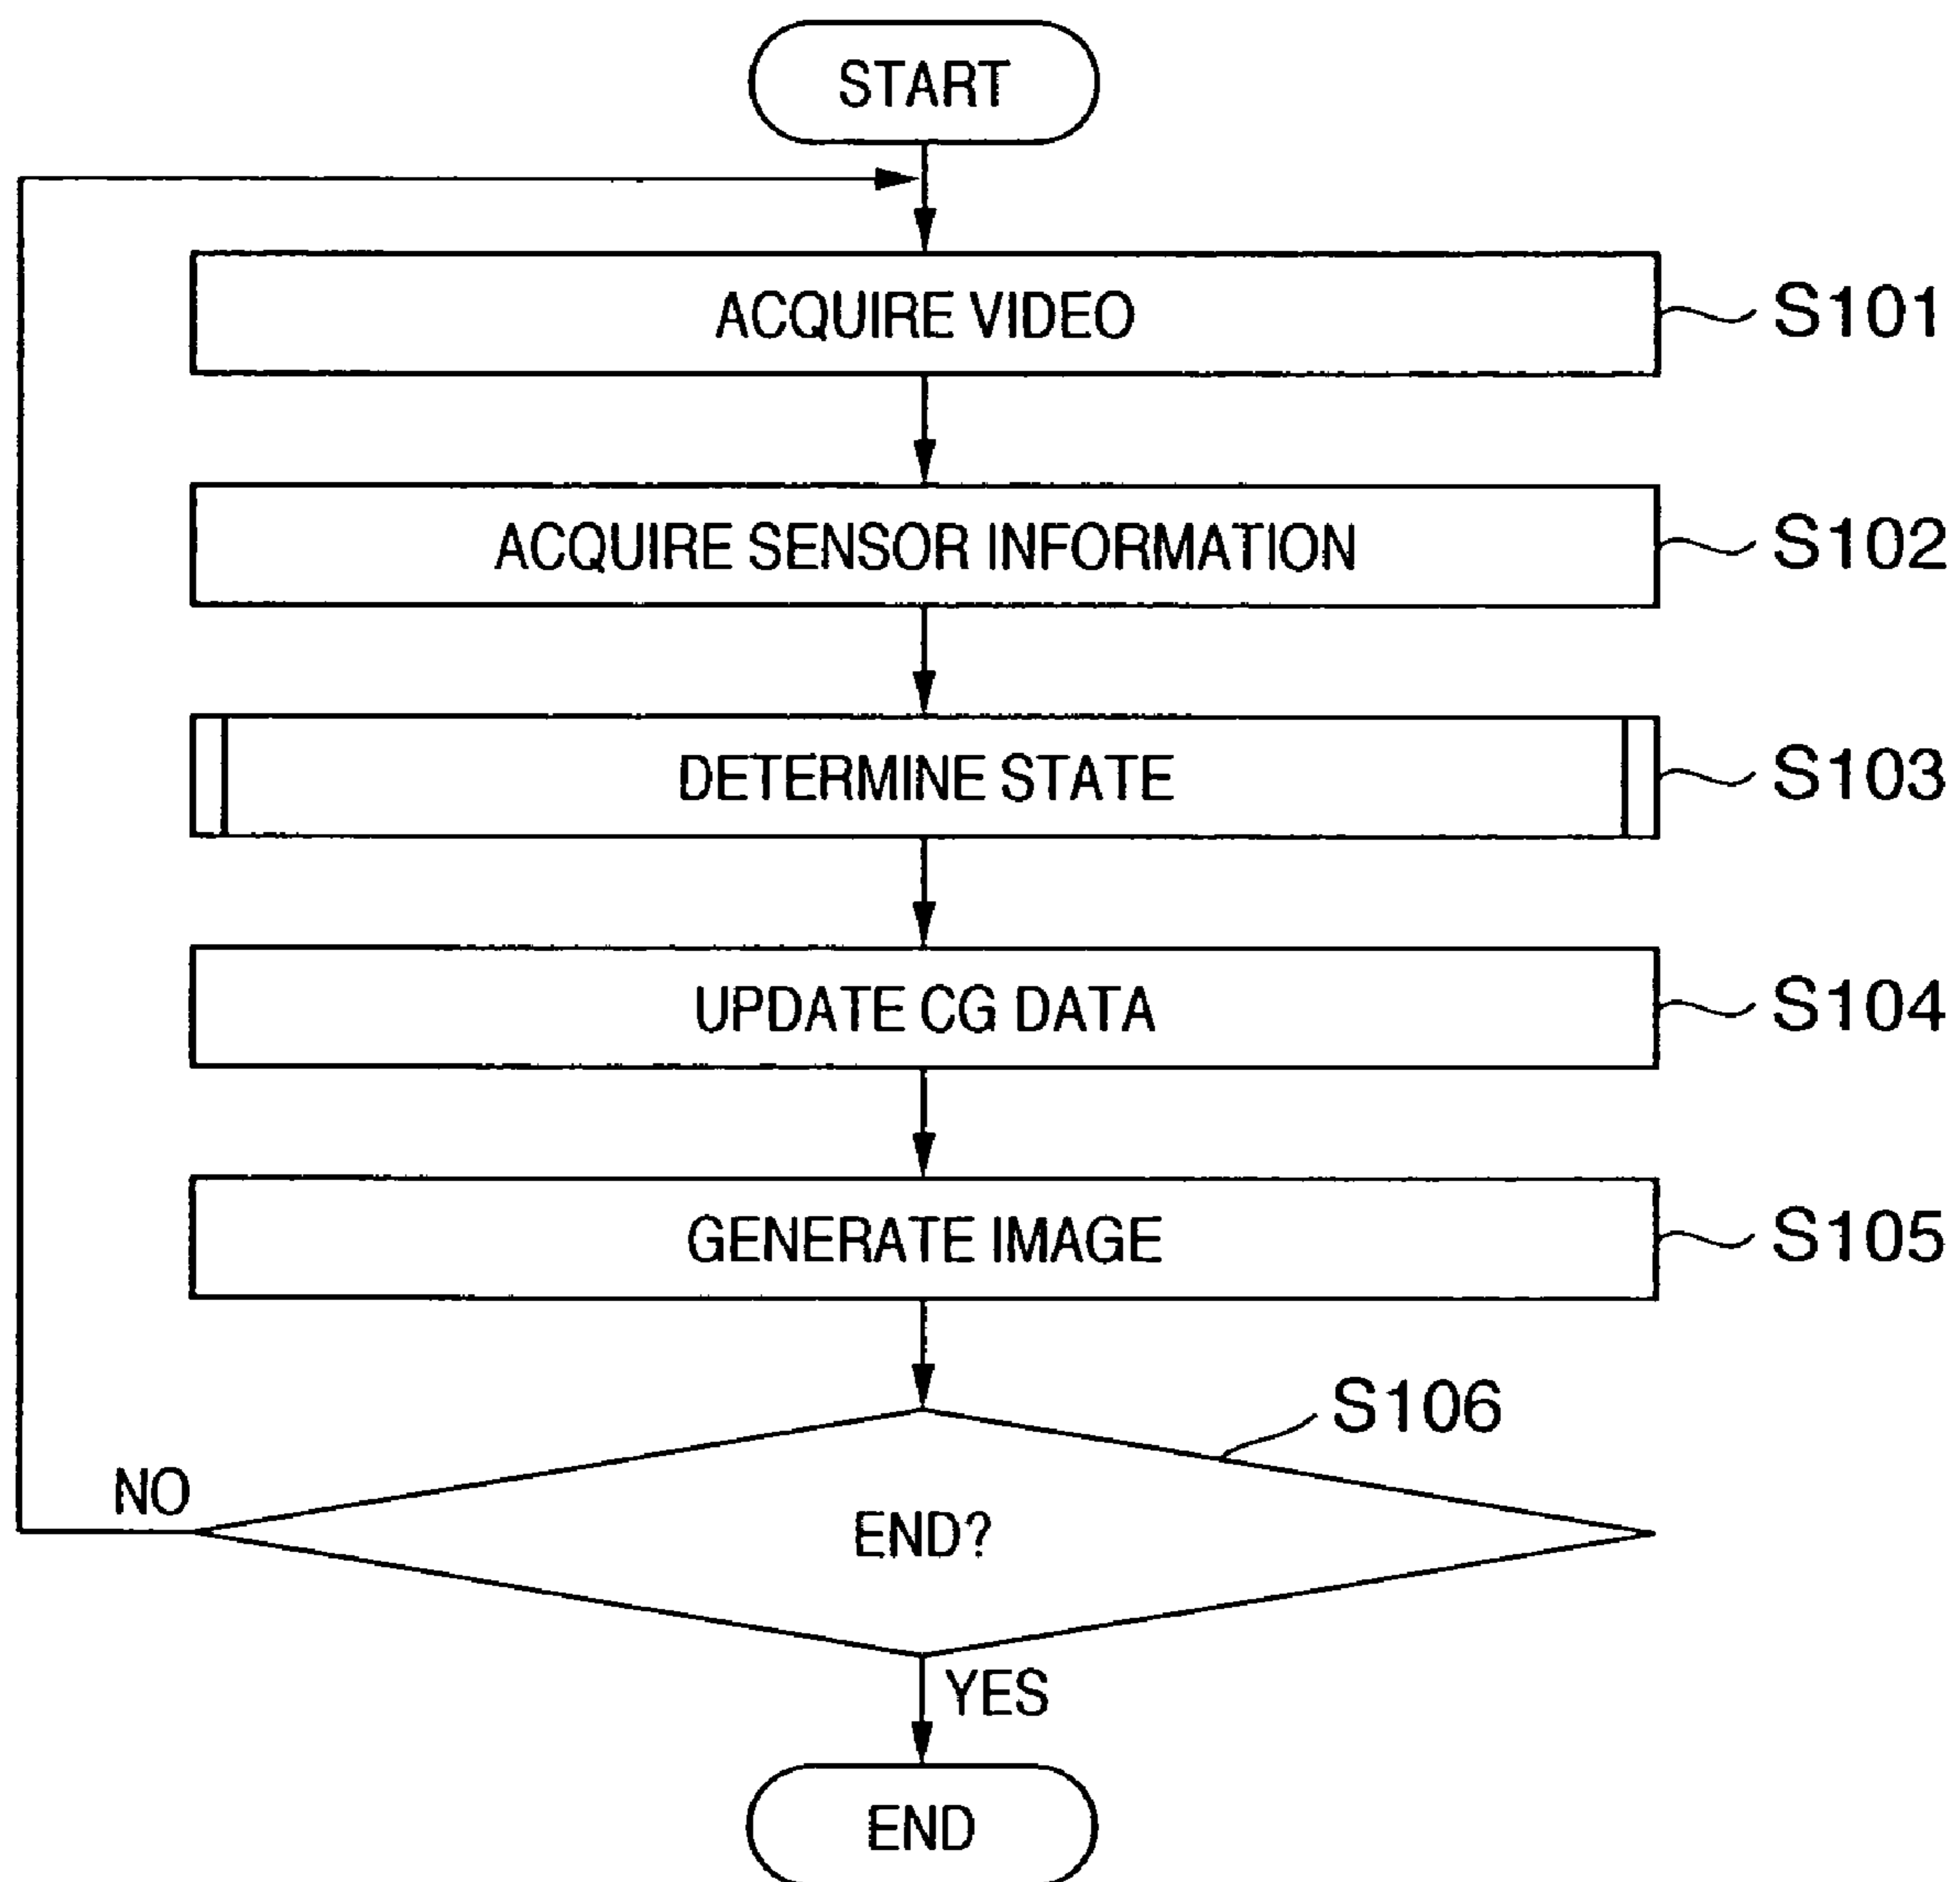 START
ACQUIRE VIDEO
S101
ACQUIRE SENSOR INFORMATION
S102
DETERMINE STATE
S103
UPDATE CG DATA
S104
GENERATE IMAGE
S105
S106
NO
END?
YES
END